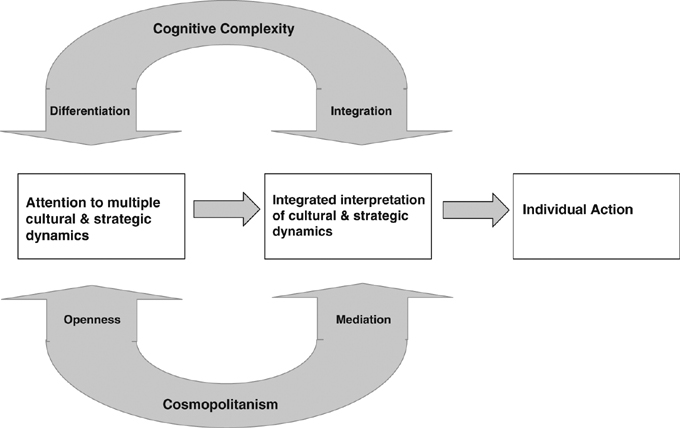 Cognitive Complexity
Differentiation
Integration
Attention to multiple
cultural & strategic
dynamics
Integrated interpretation
of cultural & strategic
dynamics
Individual Action
Openness
Mediation
Cosmopolitanism